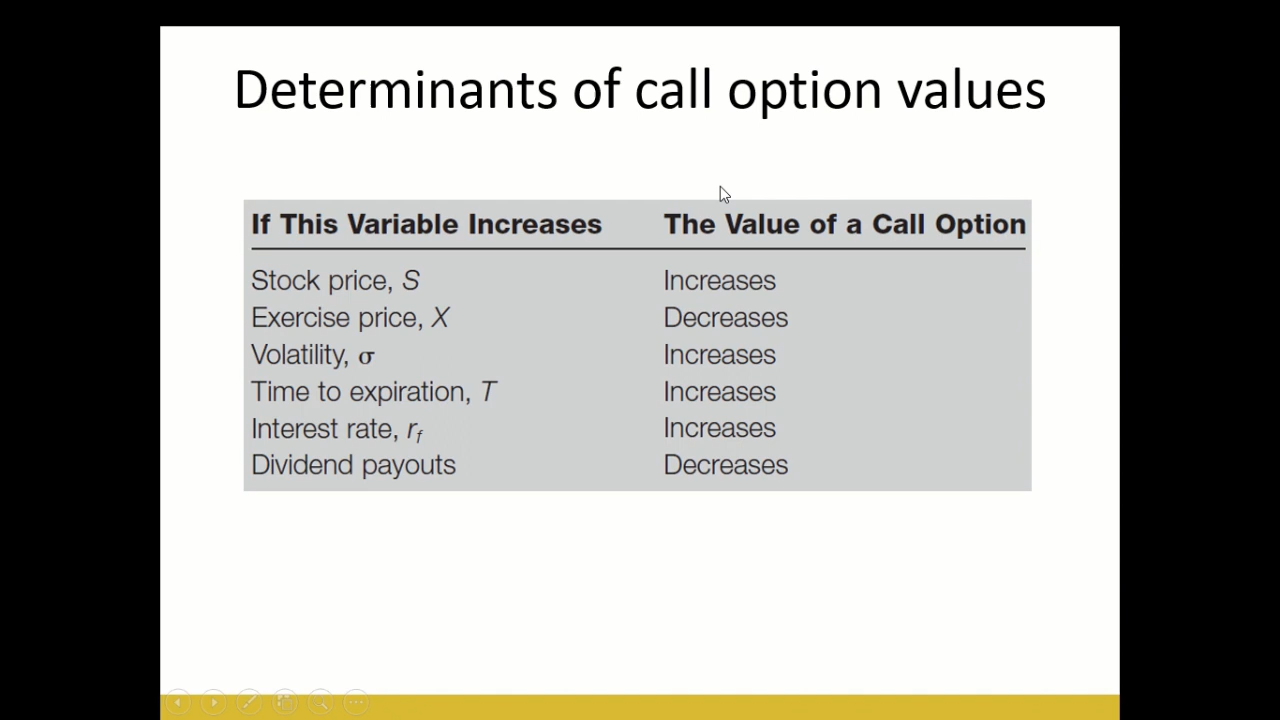 Determinants of call option values
If This Variable Increases The Value of a Call Option
Stock price, S Increases
Exercise price, X Decreases
Volatility, σ Increases
Time to expiration, T Increases
Interest rate, rf Increases
Dividend payouts Decreases